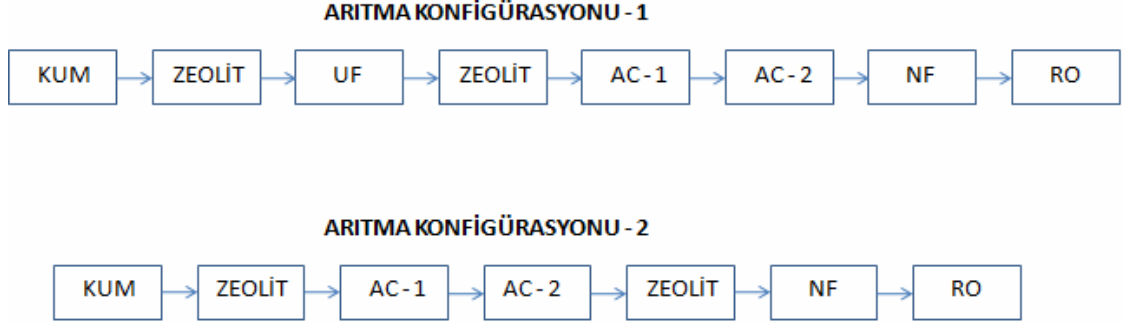 ARITMA KONFİGÜRASYONU - 1
KUM ZEOLİT UF ZEOLİT AC - 1 AC - 2 NF RO
ARITMA KONFİGÜRASYONU - 2
KUM ZEOLİT AC - 1 AC - 2 ZEOLİT NF RO